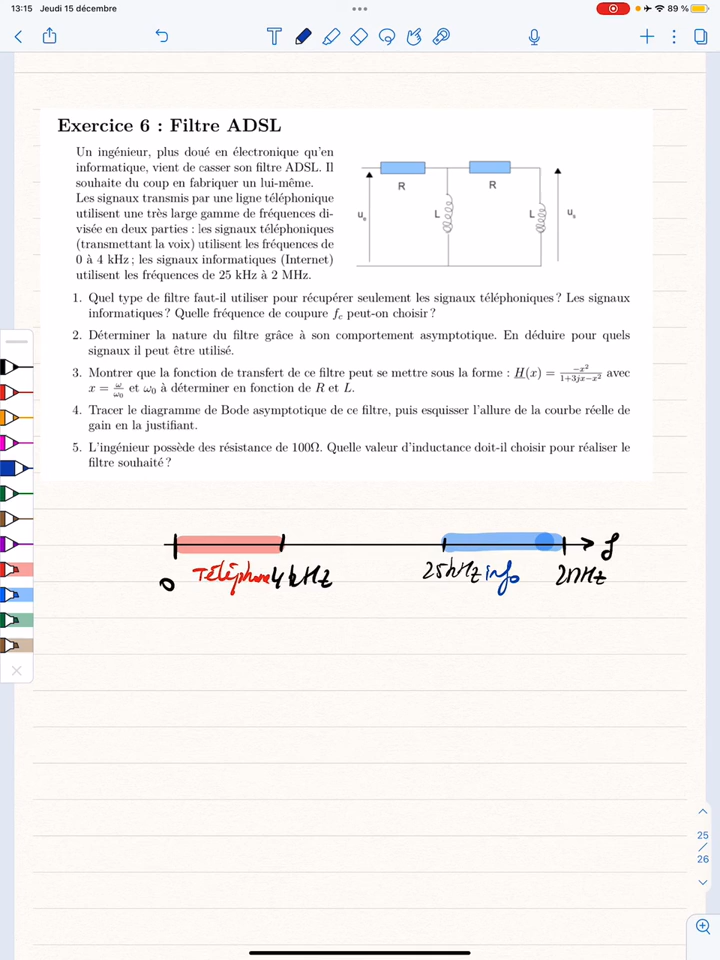 13:15 Jeudi 15 décembre
89 %
Exercice 6 : Filtre ADSL
Un ingénieur, plus doué en électronique qu'en
informatique, vient de casser son filtre ADSL. Il
souhaite du coup en fabriquer un lui-même.
Les signaux transmis par une ligne téléphonique
utilisent une très large gamme de fréquences di-
visée en deux parties : les signaux téléphoniques
(transmettant la voix) utilisent les fréquences de
0 à 4 kHz ; les signaux informatiques (Internet)
utilisent les fréquences de 25 kHz à 2 MHz.
R
R
L
L
1. Quel type de filtre faut-il utiliser pour récupérer seulement les signaux téléphoniques ? Les signaux
informatiques ? Quelle fréquence de coupure fc peut-on choisir ?
2. Déterminer la nature du filtre grâce à son comportement asymptotique. En déduire pour quels
signaux il peut être utilisé.
3. Montrer que la fonction de transfert de ce filtre peut se mettre sous la forme : H(x) = -x²/(1+3jx-x²) avec
x = ω/ω0 et ω0 à déterminer en fonction de R et L.
4. Tracer le diagramme de Bode asymptotique de ce filtre, puis esquisser l'allure de la courbe réelle de
gain en la justifiant.
5. L'ingénieur possède des résistance de 100Ω. Quelle valeur d'inductance doit-il choisir pour réaliser le
filtre souhaité ?
f
0 Téléphone 4kHz 25kHz info 2MHz
25
/
26